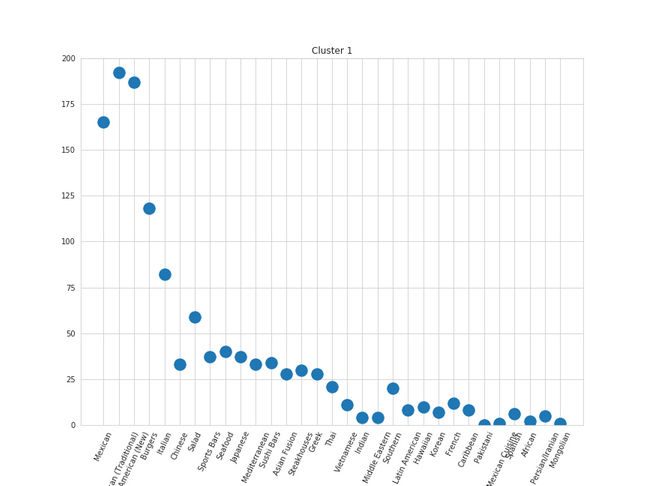 Cluster 1
200
175
150
125
100
75
50
25
0
Mexican
(Traditional)
American (New)
Burgers
Italian
Chinese
Salad
Sports Bars
Seafood
Japanese
Mediterranean
Sushi Bars
Asian Fusion
Steakhouses
Greek
Thai
Vietnamese
Indian
Middle Eastern
Southern
Latin American
Hawaiian
Korean
French
Caribbean
Pakistani
Mexican
African
Persian/Iranian
Mongolian